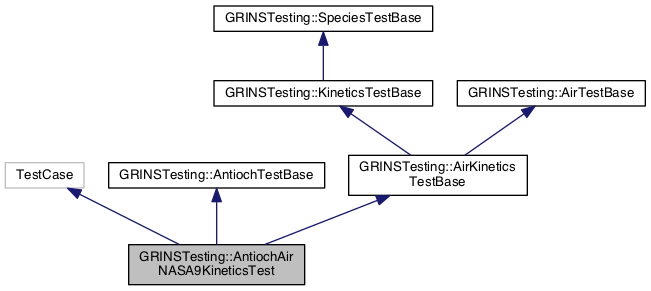 GRINSTesting::SpeciesTestBase
GRINSTesting::KineticsTestBase
GRINSTesting::AirTestBase
TestCase
GRINSTesting::AntiochTestBase
GRINSTesting::AirKinetics
TestBase
GRINSTesting::AntiochAir
NASA9KineticsTest